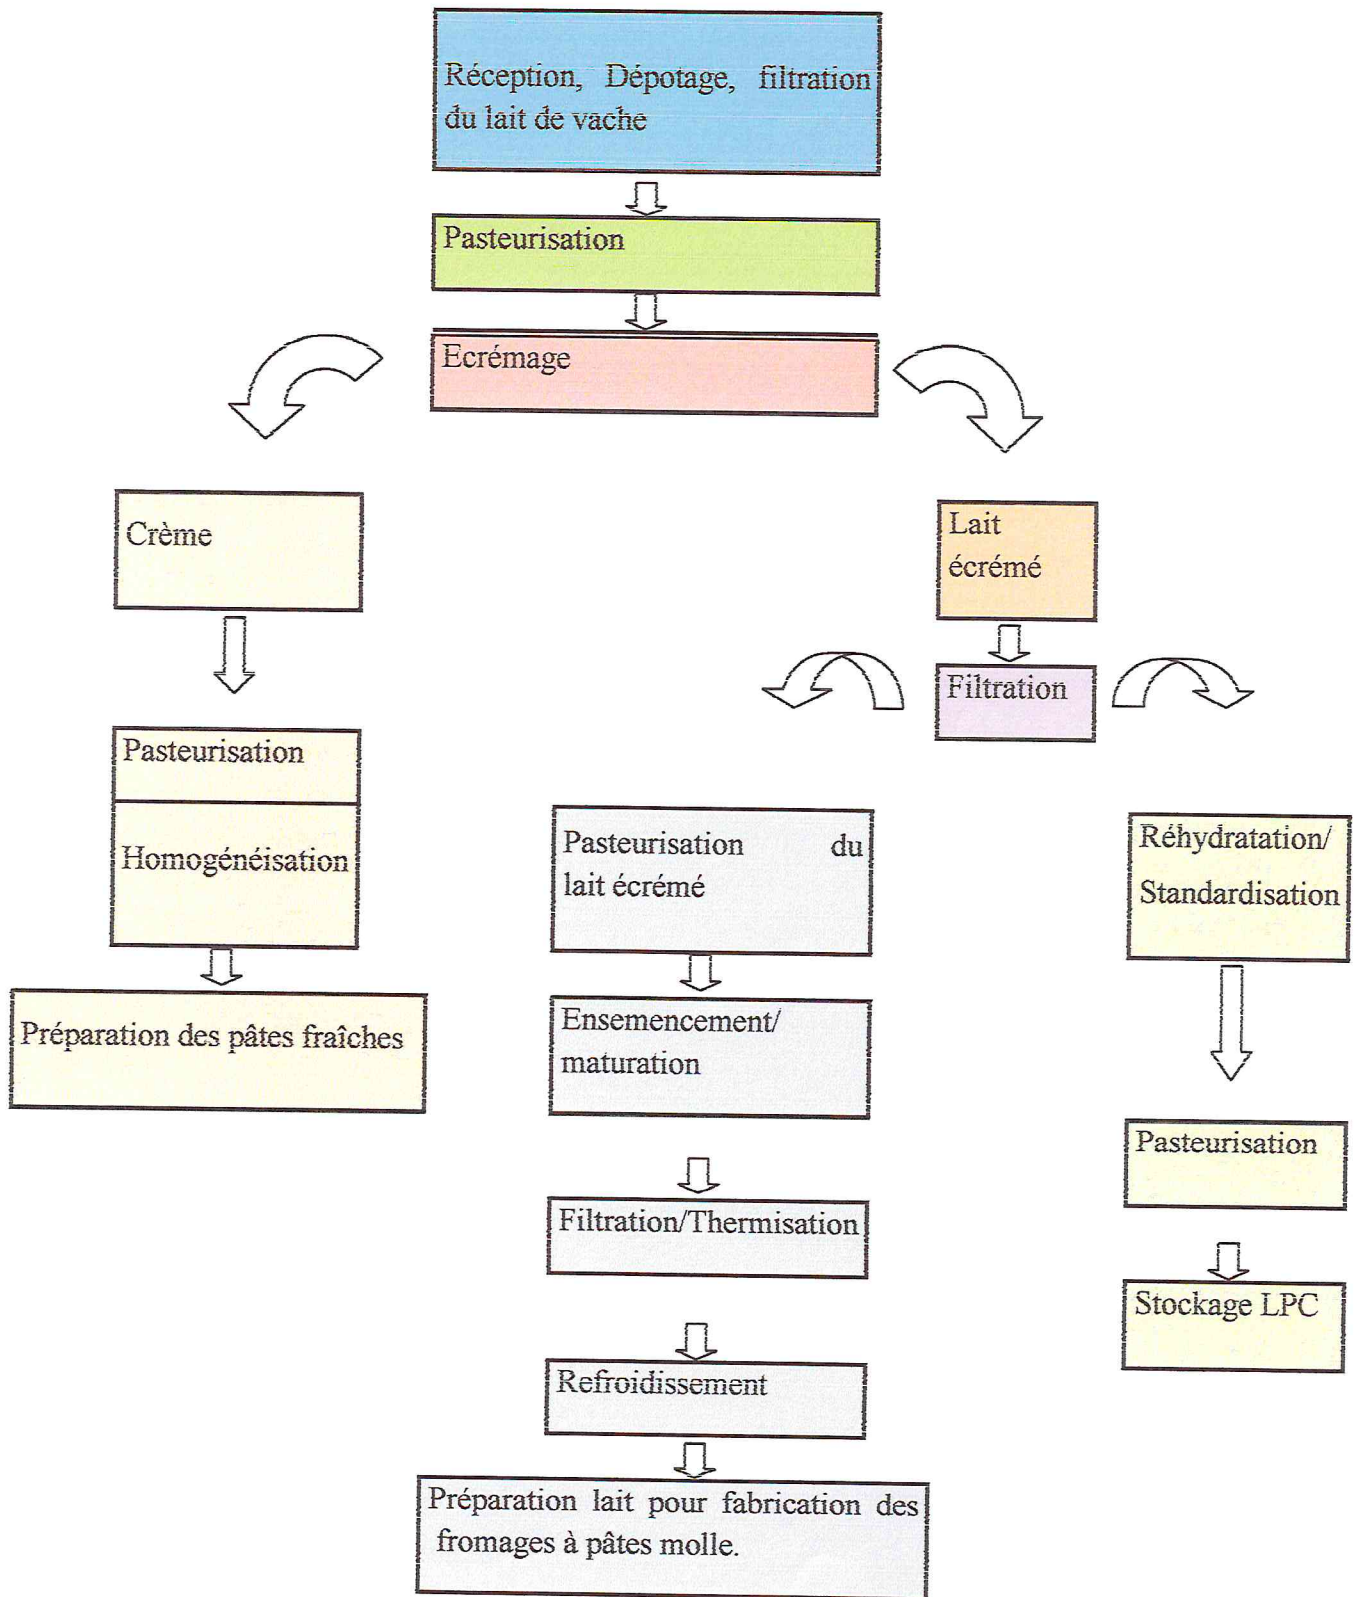 Réception, Dépotage, filtration
du lait de vache
Pasteurisation
Ecrémage
Crème
Lait
écrémé
Filtration
Pasteurisation
Homogénéisation
Préparation des pâtes fraîches
Pasteurisation du
lait écrémé
Ensemencement/
maturation
Filtration/Thermisation
Refroidissement
Préparation lait pour fabrication des
fromages à pâtes molle.
Réhydratation/
Standardisation
Pasteurisation
Stockage LPC